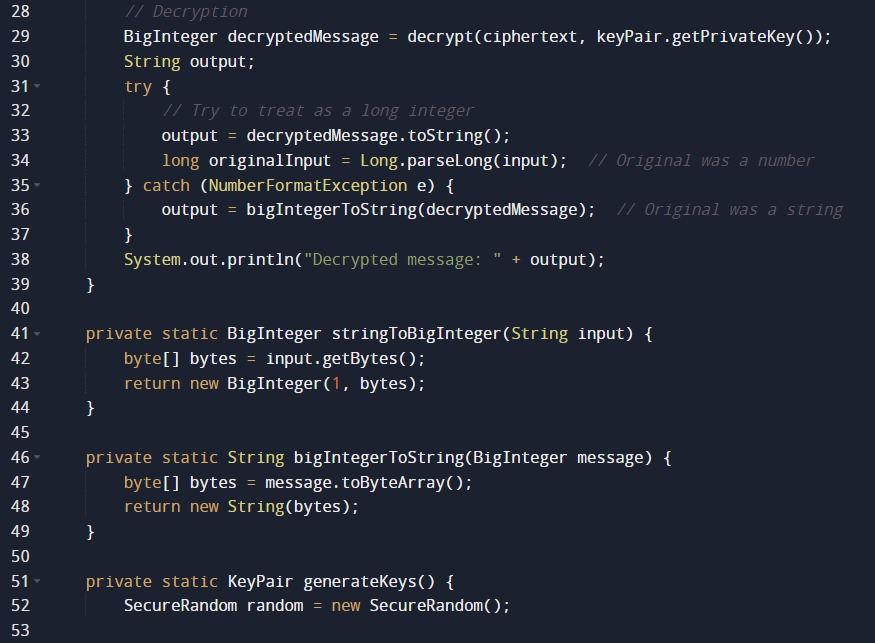 28        // Decryption
29        BigInteger decryptedMessage = decrypt(ciphertext, keyPair.getPrivateKey());
30        String output;
31        try {
32            // Try to treat as a long integer
33            output = decryptedMessage.toString();
34            long originalInput = Long.parseLong(input);  // Original was a number
35        } catch (NumberFormatException e) {
36            output = bigIntegerToString(decryptedMessage);  // Original was a string
37        }
38        System.out.println("Decrypted message: " + output);
39    }
40
41    private static BigInteger stringToBigInteger(String input) {
42        byte[] bytes = input.getBytes();
43        return new BigInteger(1, bytes);
44    }
45
46    private static String bigIntegerToString(BigInteger message) {
47        byte[] bytes = message.toByteArray();
48        return new String(bytes);
49    }
50
51    private static KeyPair generateKeys() {
52        SecureRandom random = new SecureRandom();
53